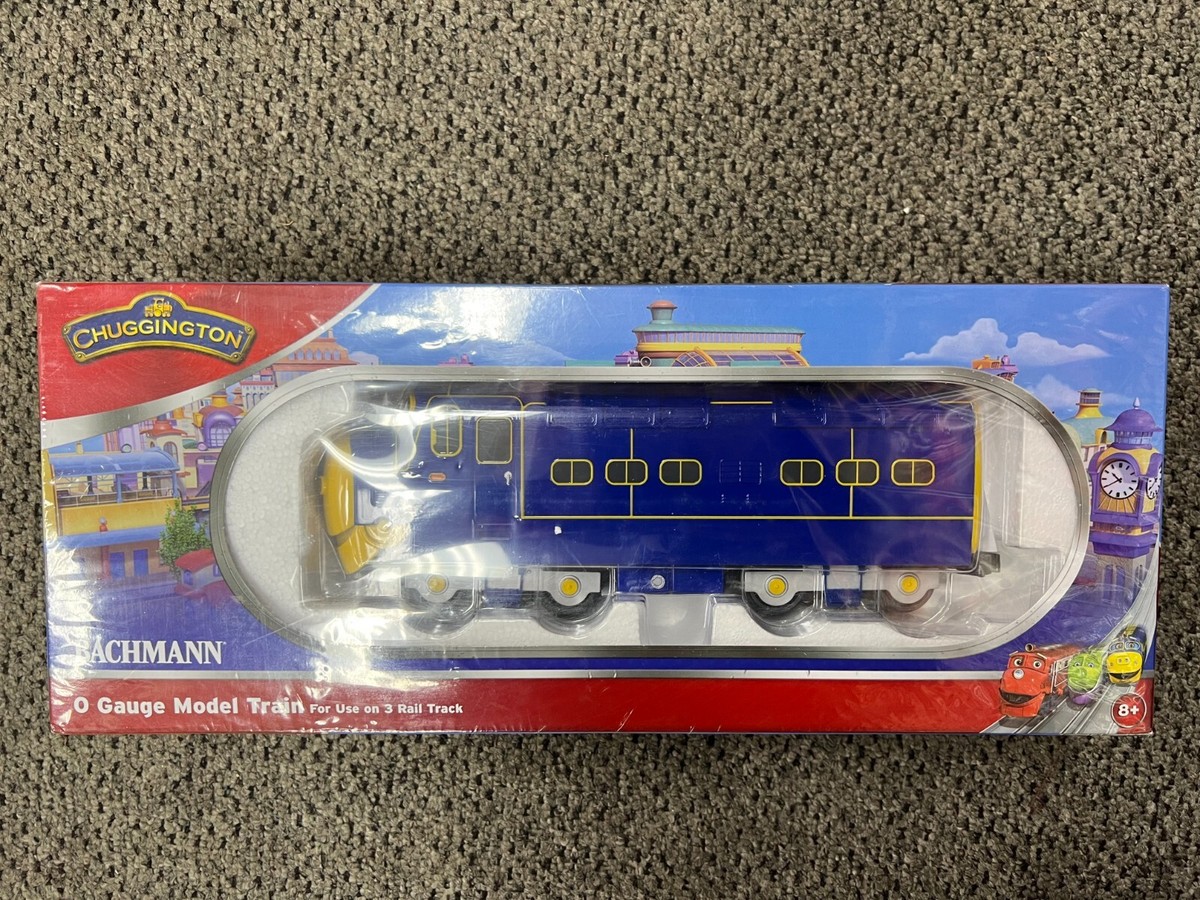 CHUGGINGTON
BACHMANN
O Gauge Model Train For Use on 3 Rail Track
8+